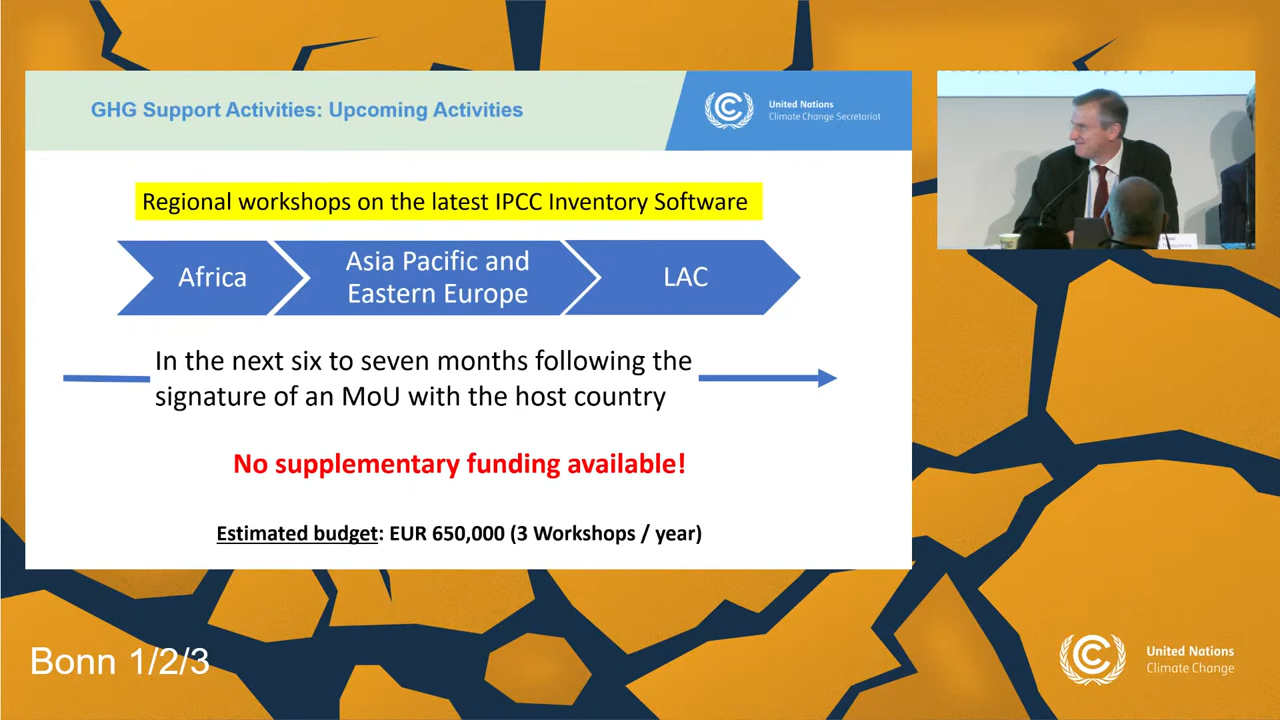 GHG Support Activities: Upcoming Activities
United Nations
Climate Change Secretariat
Regional workshops on the latest IPCC Inventory Software
Africa
Asia Pacific and
Eastern Europe
LAC
In the next six to seven months following the
signature of an MoU with the host country
No supplementary funding available!
Estimated budget: EUR 650,000 (3 Workshops / year)
Bonn 1/2/3
United Nations
Climate Change